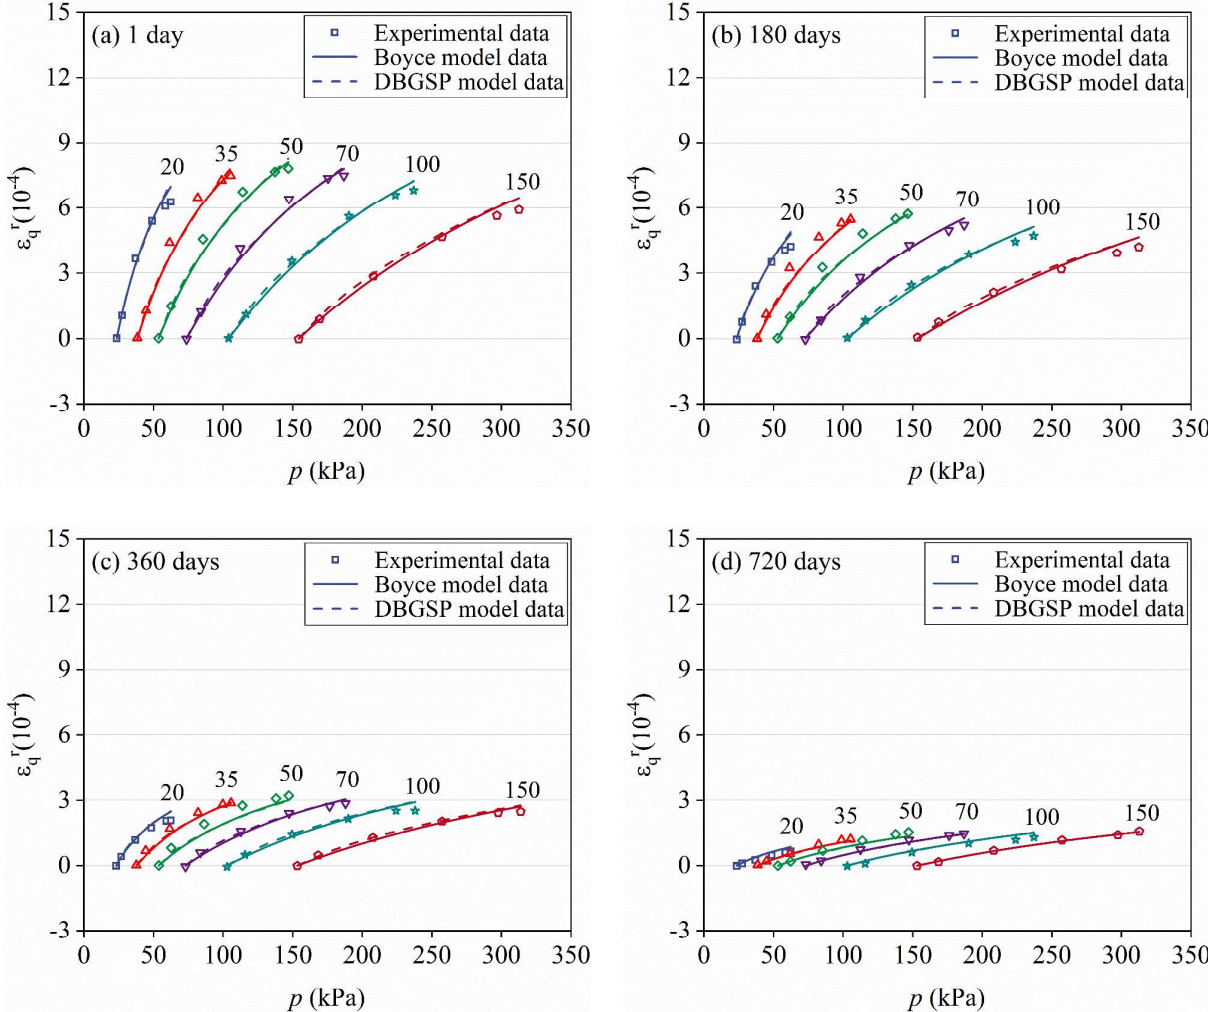 15
(a) 1 day
Experimental data
Boyce model data
DBGSP model data
12
9
6
3
0
-3
20
35
50
70
100
150
0 50 100 150 200 250 300 350
ε_q^r(10^-4)
p (kPa)
15
(b) 180 days
Experimental data
Boyce model data
DBGSP model data
12
9
6
3
0
-3
20
35
50
70
100
150
0 50 100 150 200 250 300 350
ε_q^r(10^-4)
p (kPa)
15
(c) 360 days
Experimental data
Boyce model data
DBGSP model data
12
9
6
3
0
-3
20
35
50
70
100
150
0 50 100 150 200 250 300 350
ε_q^r(10^-4)
p (kPa)
15
(d) 720 days
Experimental data
Boyce model data
DBGSP model data
12
9
6
3
0
-3
20
35
50
70
100
150
0 50 100 150 200 250 300 350
ε_q^r(10^-4)
p (kPa)